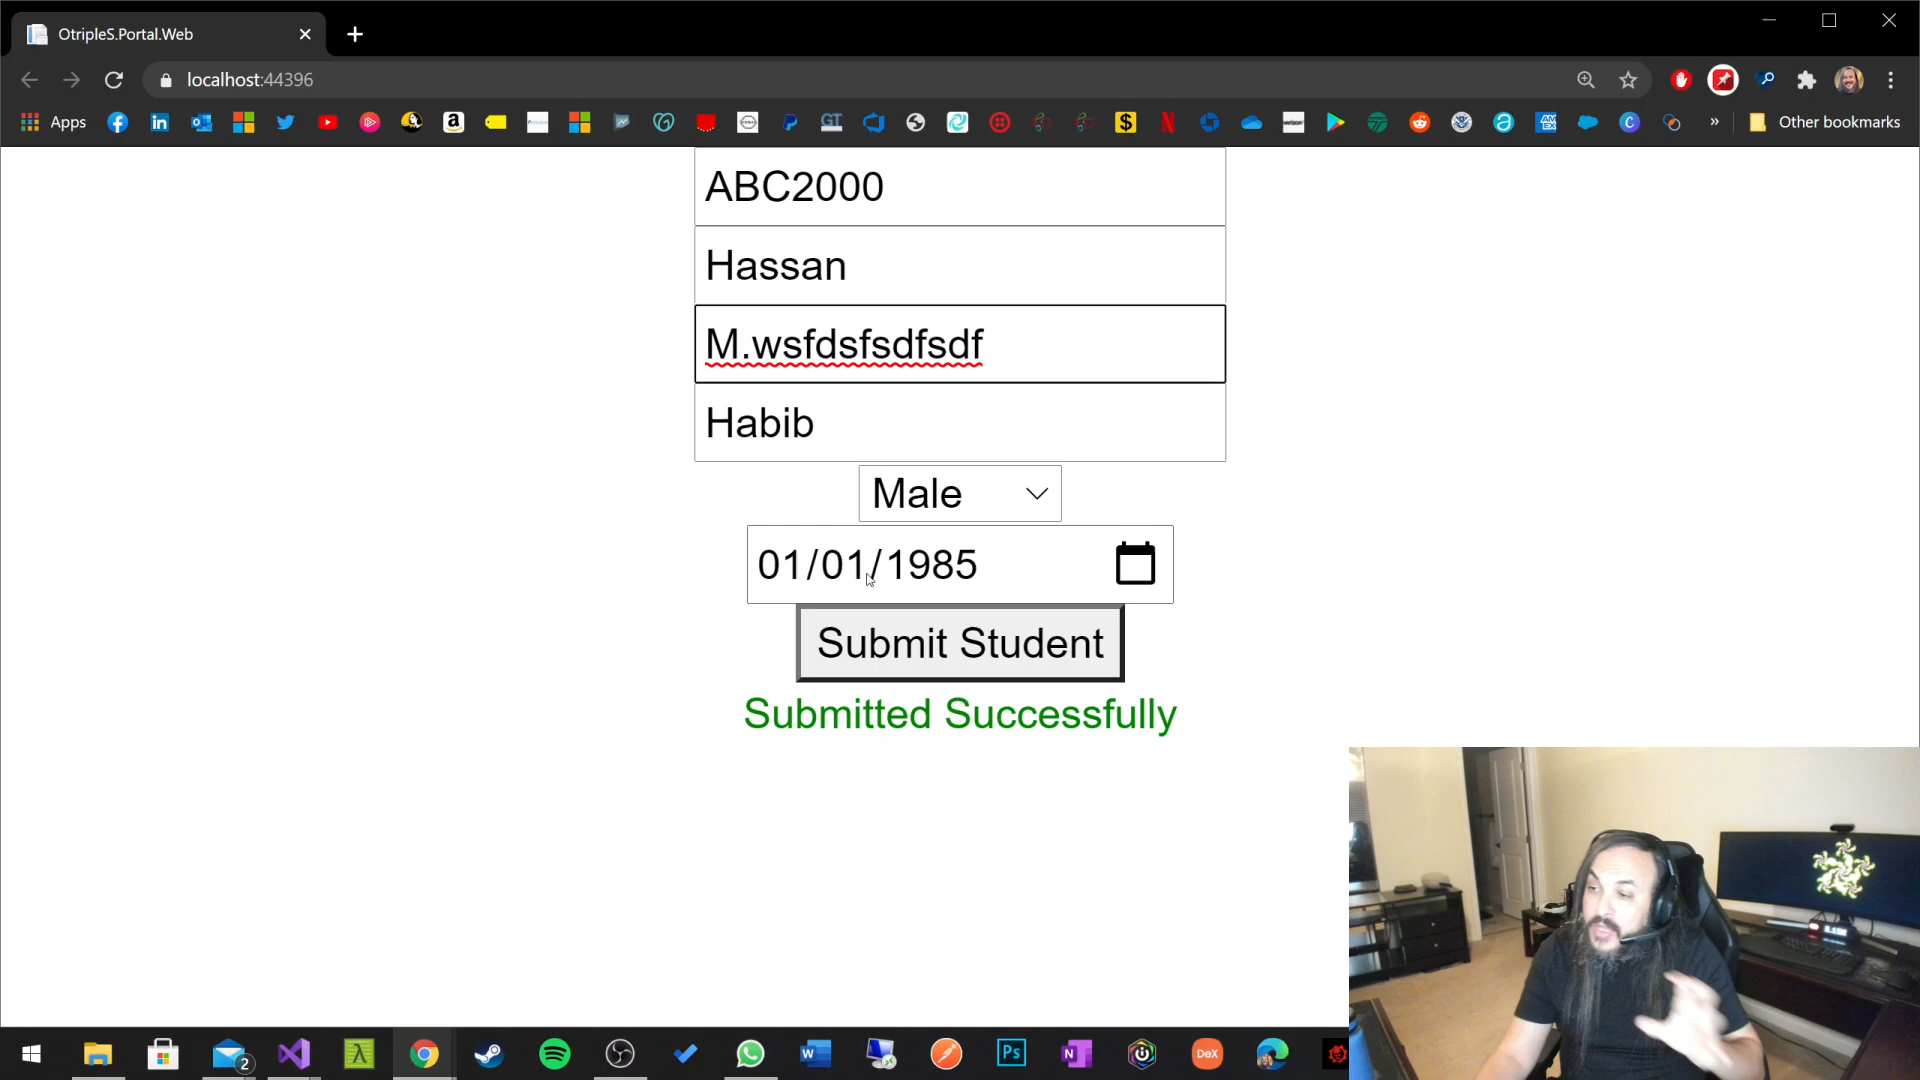 OtripleS.Portal.Web
localhost:44396
Apps
Other bookmarks
ABC2000
Hassan
M.wsfdsfsdfsdf
Habib
Male
01/01/1985
Submit Student
Submitted Successfully
2